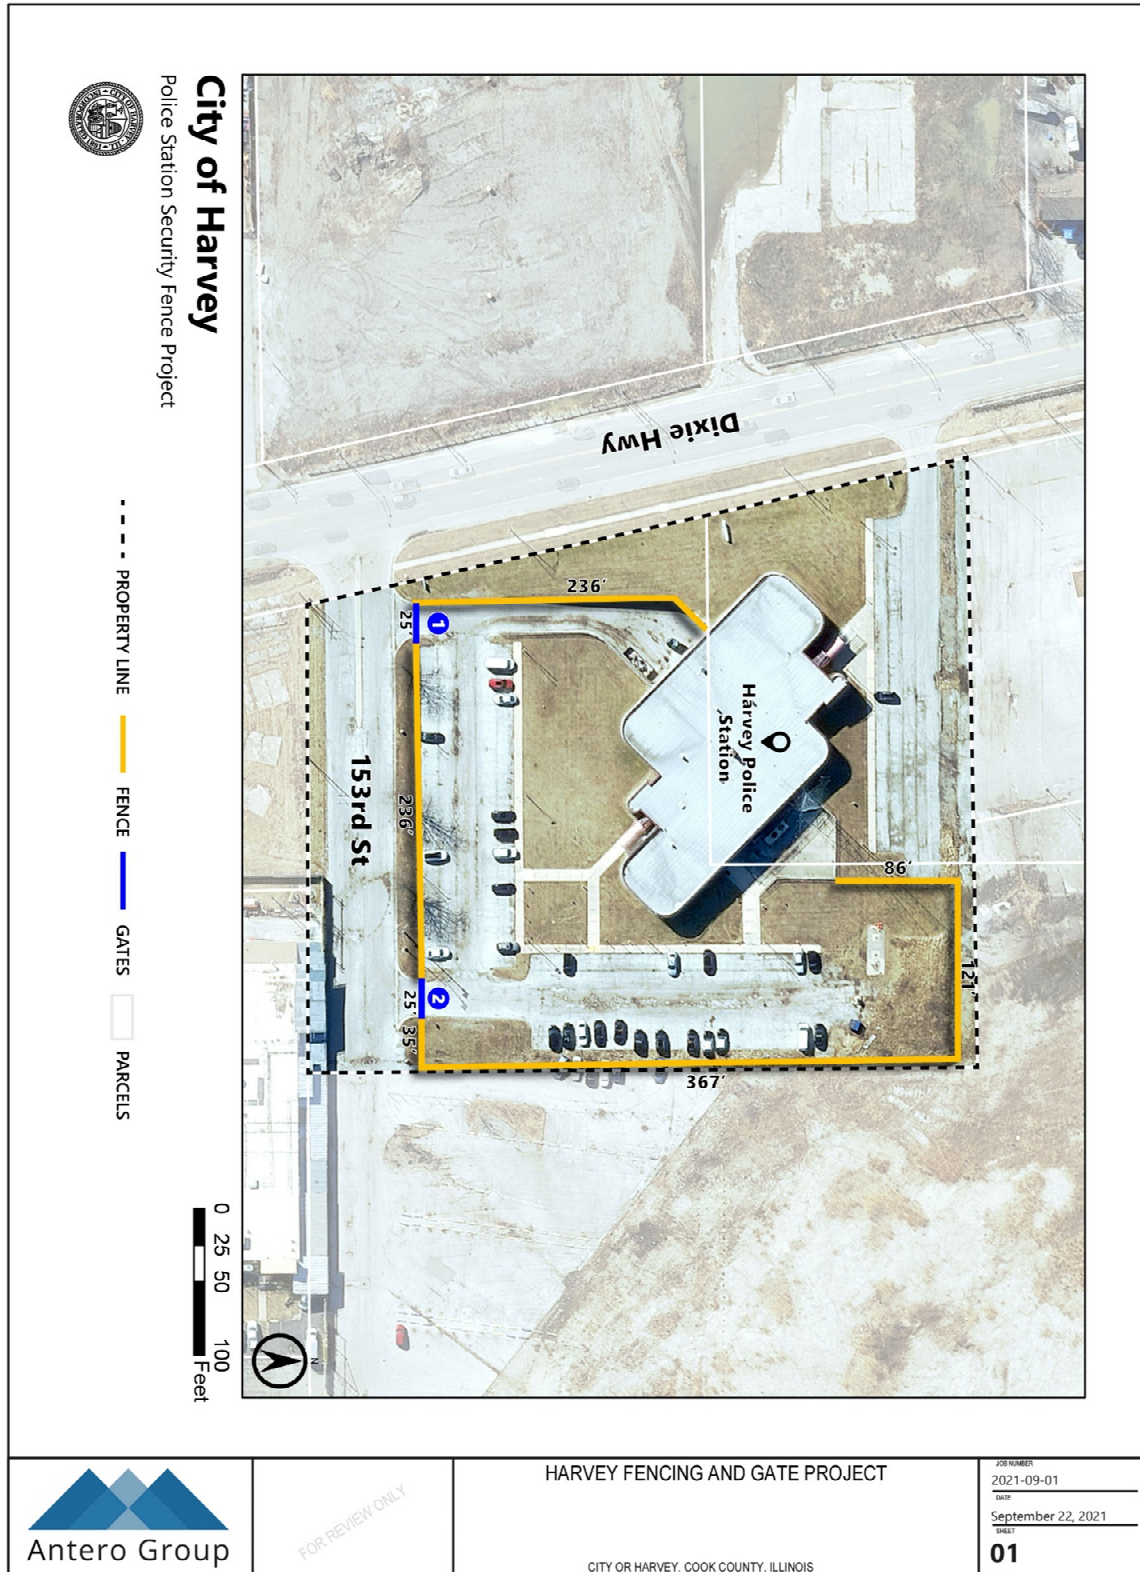 City of Harvey
Police Station Security Fence Project
PROPERTY LINE
FENCE
GATES
PARCELS
0 25 50 100
Feet
N
Dixie Hwy
153rd St
Harvey Police
Station
236'
25'
1
236'
25'
2
35'
367'
121'
86'
Antero Group
FOR REVIEW ONLY
HARVEY FENCING AND GATE PROJECT
CITY OR HARVEY, COOK COUNTY, ILLINOIS
JOB NUMBER
2021-09-01
DATE
September 22, 2021
SHEET
01